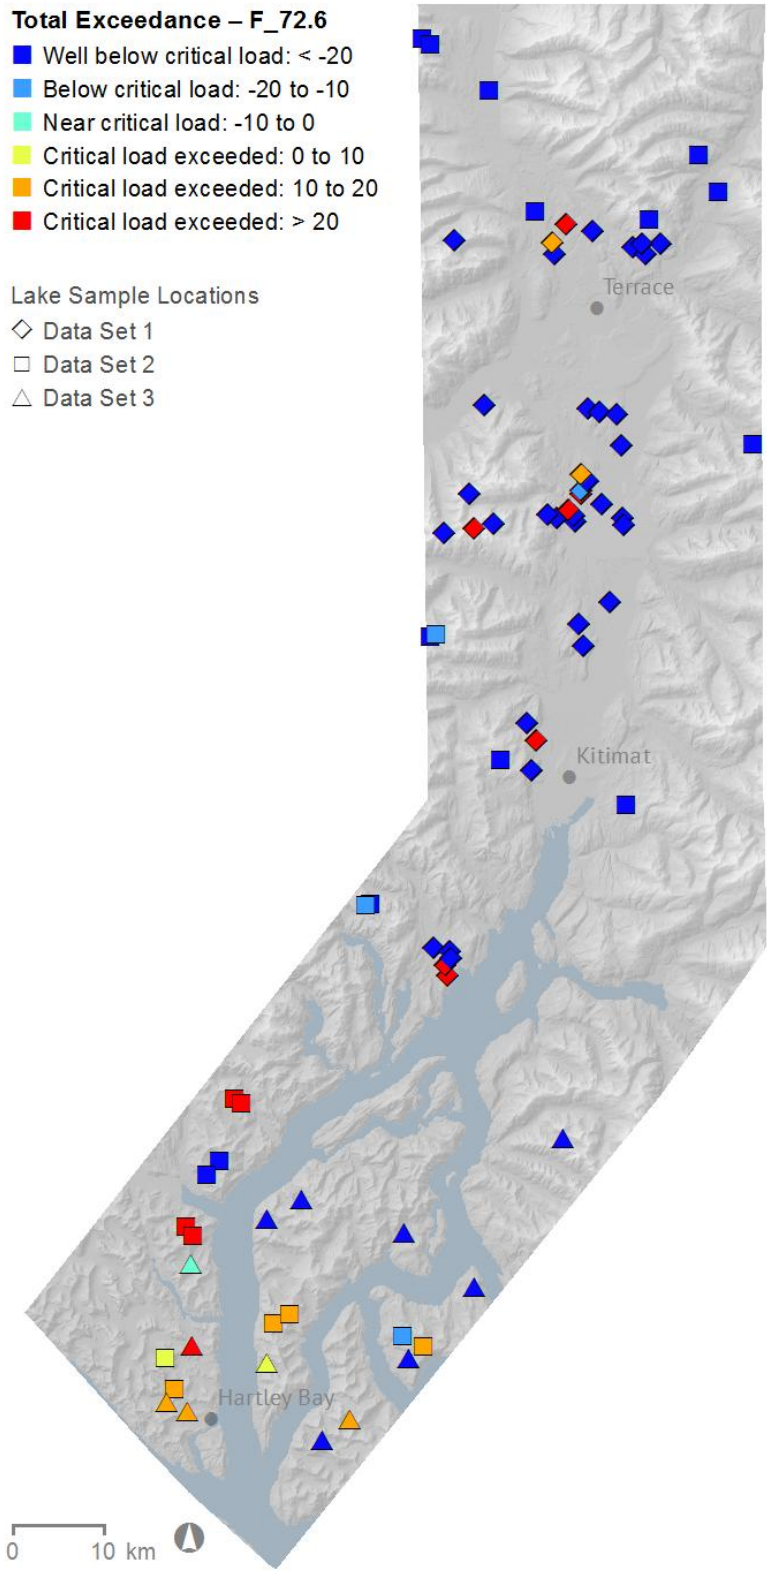 Total Exceedance – F_72.6
Well below critical load: < -20
Below critical load: -20 to -10
Near critical load: -10 to 0
Critical load exceeded: 0 to 10
Critical load exceeded: 10 to 20
Critical load exceeded: > 20
Lake Sample Locations
Data Set 1
Data Set 2
Data Set 3
Terrace
Kitimat
Hartley Bay
0 10 km